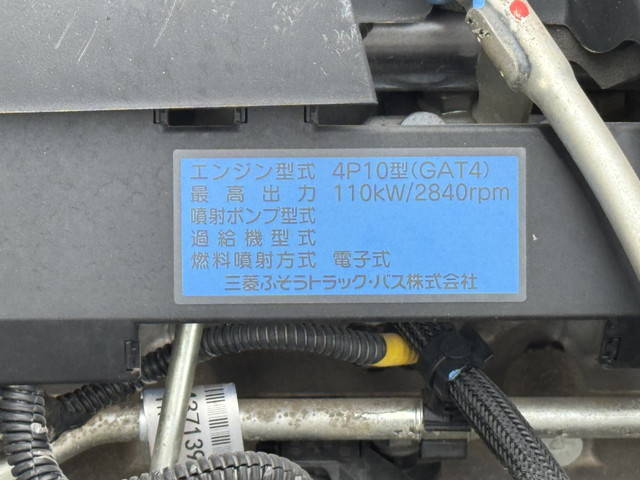 エンジン型式 4P10型(GAT4)
最高出力 110kW/2840rpm
噴射ポンプ型式
過給機型式
燃料噴射方式 電子式
三菱ふそうトラック・バス株式会社